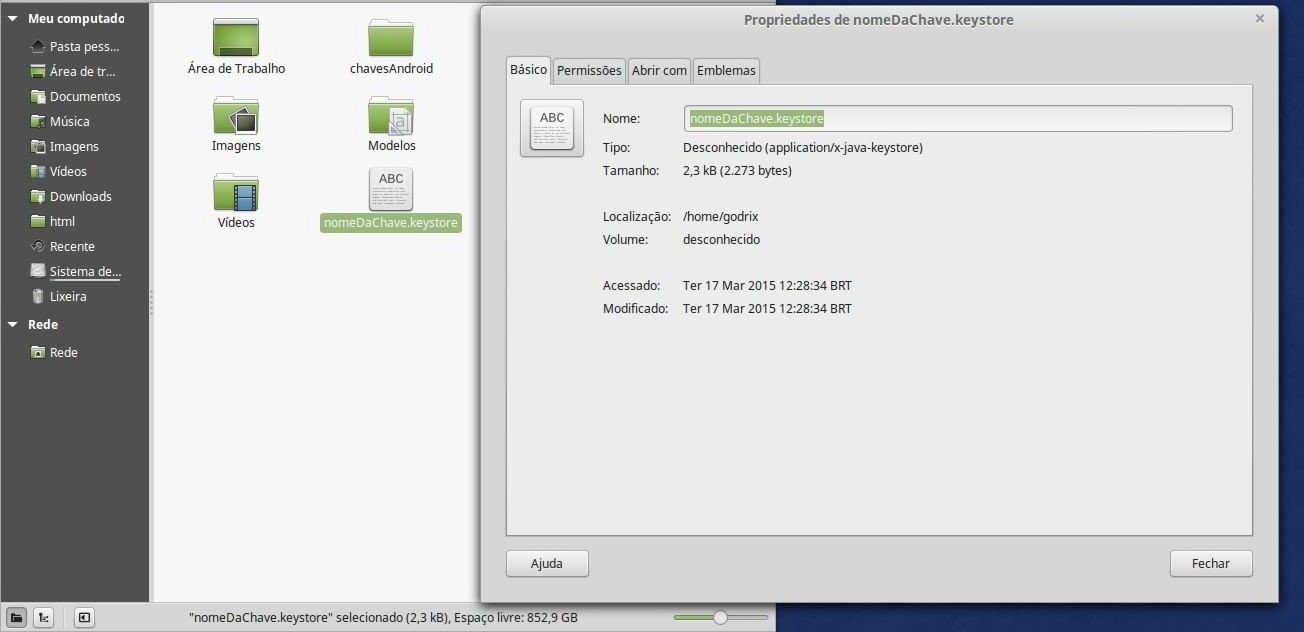 Meu computado
Pasta pess...
Área de tr...
Documentos
Música
Imagens
Vídeos
Downloads
html
Recente
Sistema de...
Lixeira
Rede
Rede
Área de Trabalho
chavesAndroid
Imagens
Modelos
a
Vídeos
ABC
nomeDaChave.keystore
"nomeDaChave.keystore" selecionado (2,3 kB), Espaço livre: 852,9 GB
Propriedades de nomeDaChave.keystore
Básico
Permissões
Abrir com
Emblemas
ABC
Nome: nomeDaChave.keystore
Tipo: Desconhecido (application/x-java-keystore)
Tamanho: 2,3 kB (2.273 bytes)
Localização: /home/godrix
Volume: desconhecido
Acessado: Ter 17 Mar 2015 12:28:34 BRT
Modificado: Ter 17 Mar 2015 12:28:34 BRT
Ajuda
Fechar